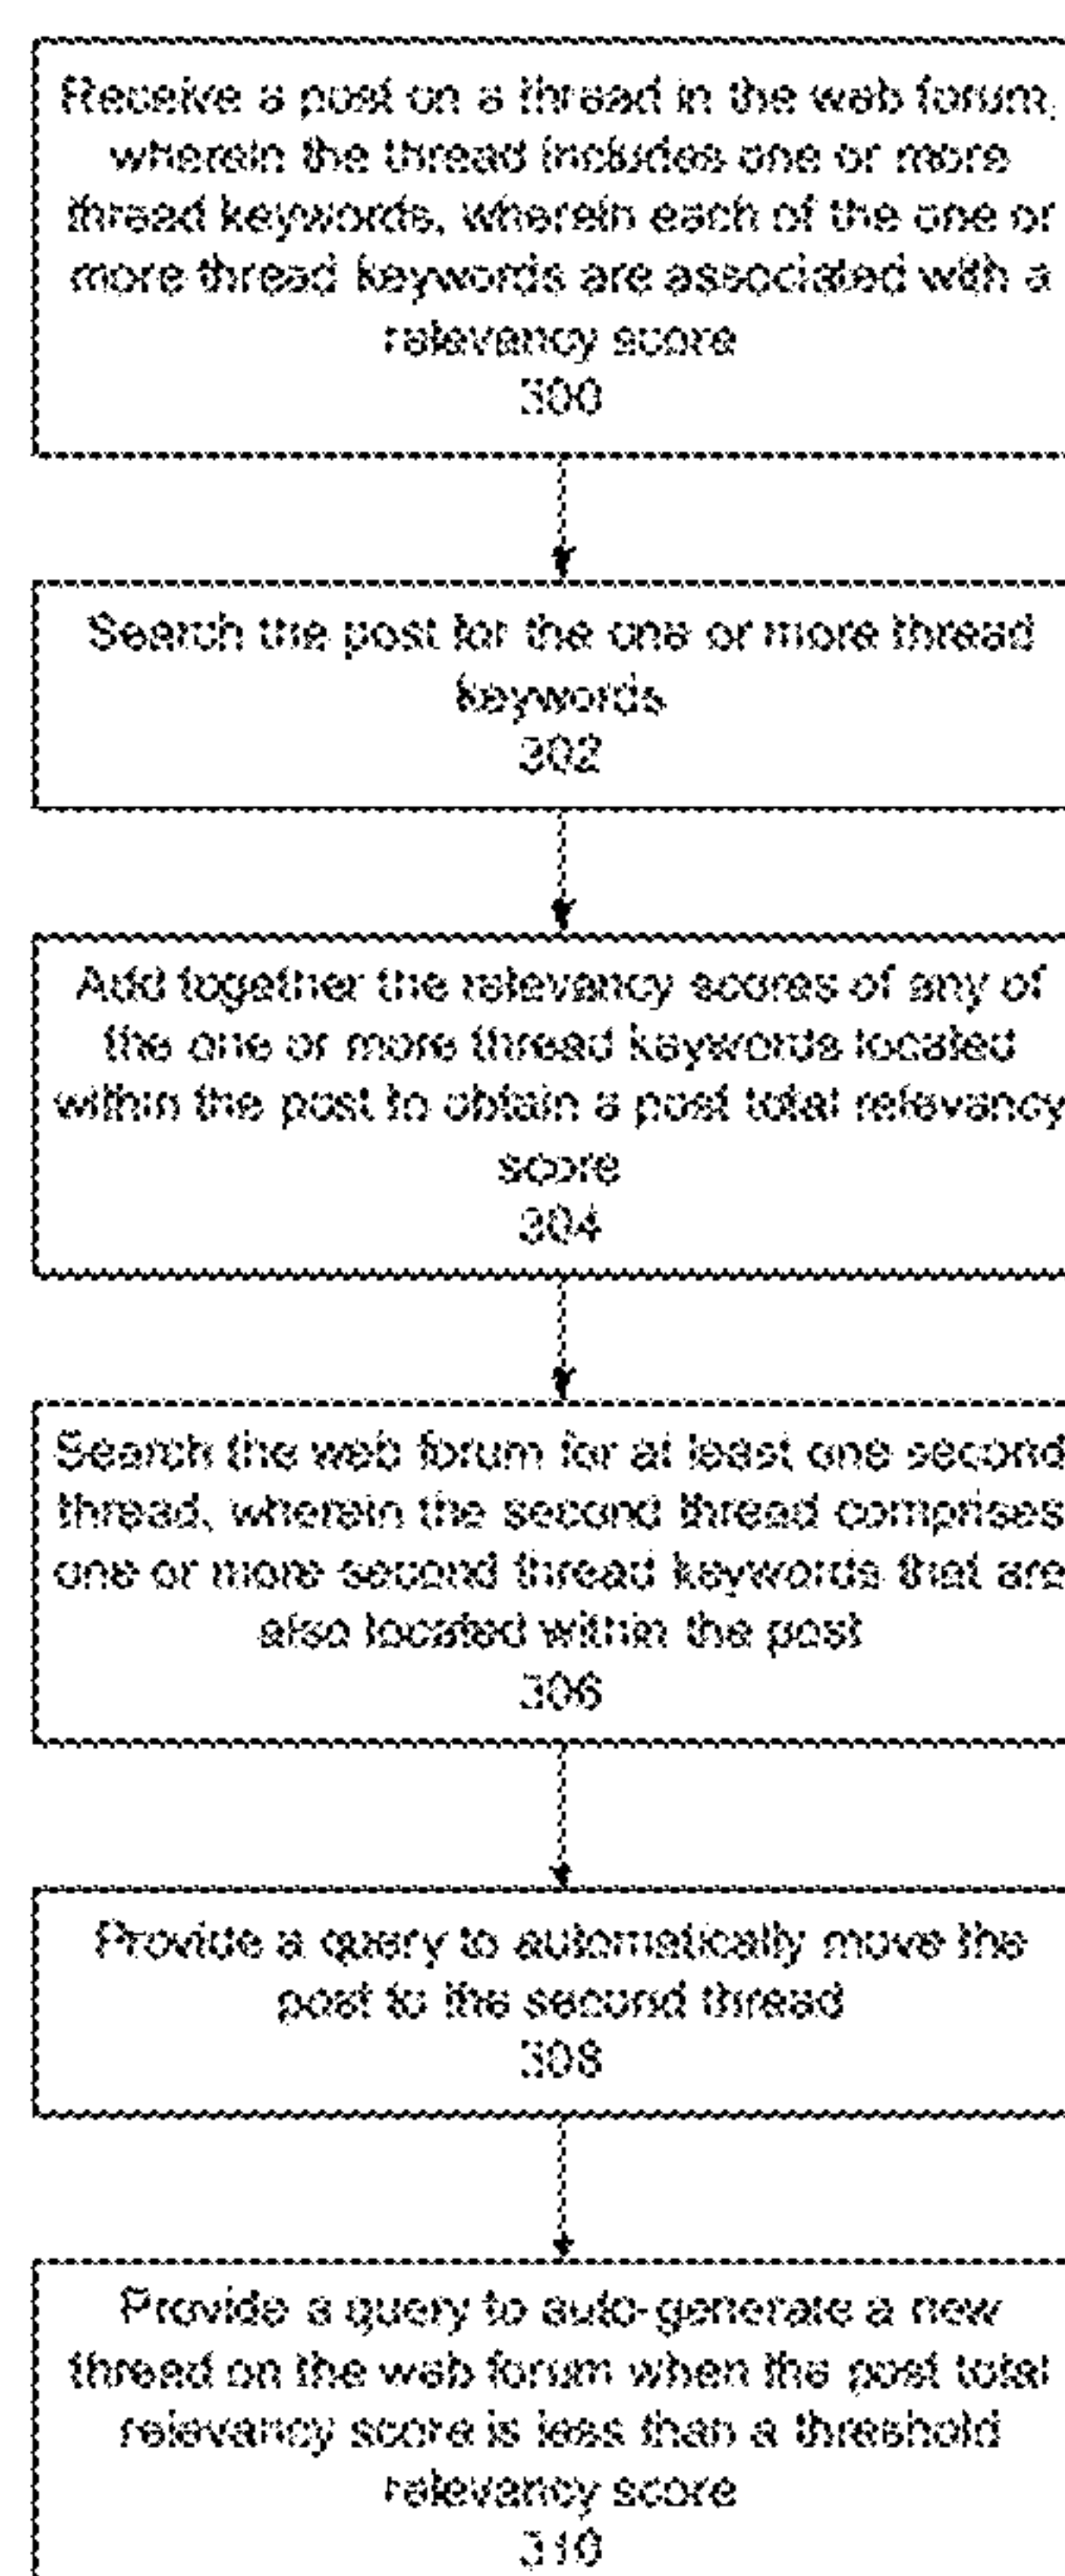 Receive a post on a thread in the web forum,
wherein the thread includes one or more
thread keywords, wherein each of the one or
more thread keywords are associated with a
relevancy score
300
Search the post for the one or more thread
keywords
302
Add together the relevancy scores of any of
the one or more thread keywords located
within the post to obtain a post total relevancy
score
304
Search the web forum for at least one second
thread, wherein the second thread comprises
one or more second thread keywords that are
also located within the post
306
Provide a query to automatically move the
post to the second thread
308
Provide a query to auto-generate a new
thread on the web forum when the post total
relevancy score is less than a threshold
relevancy score
310